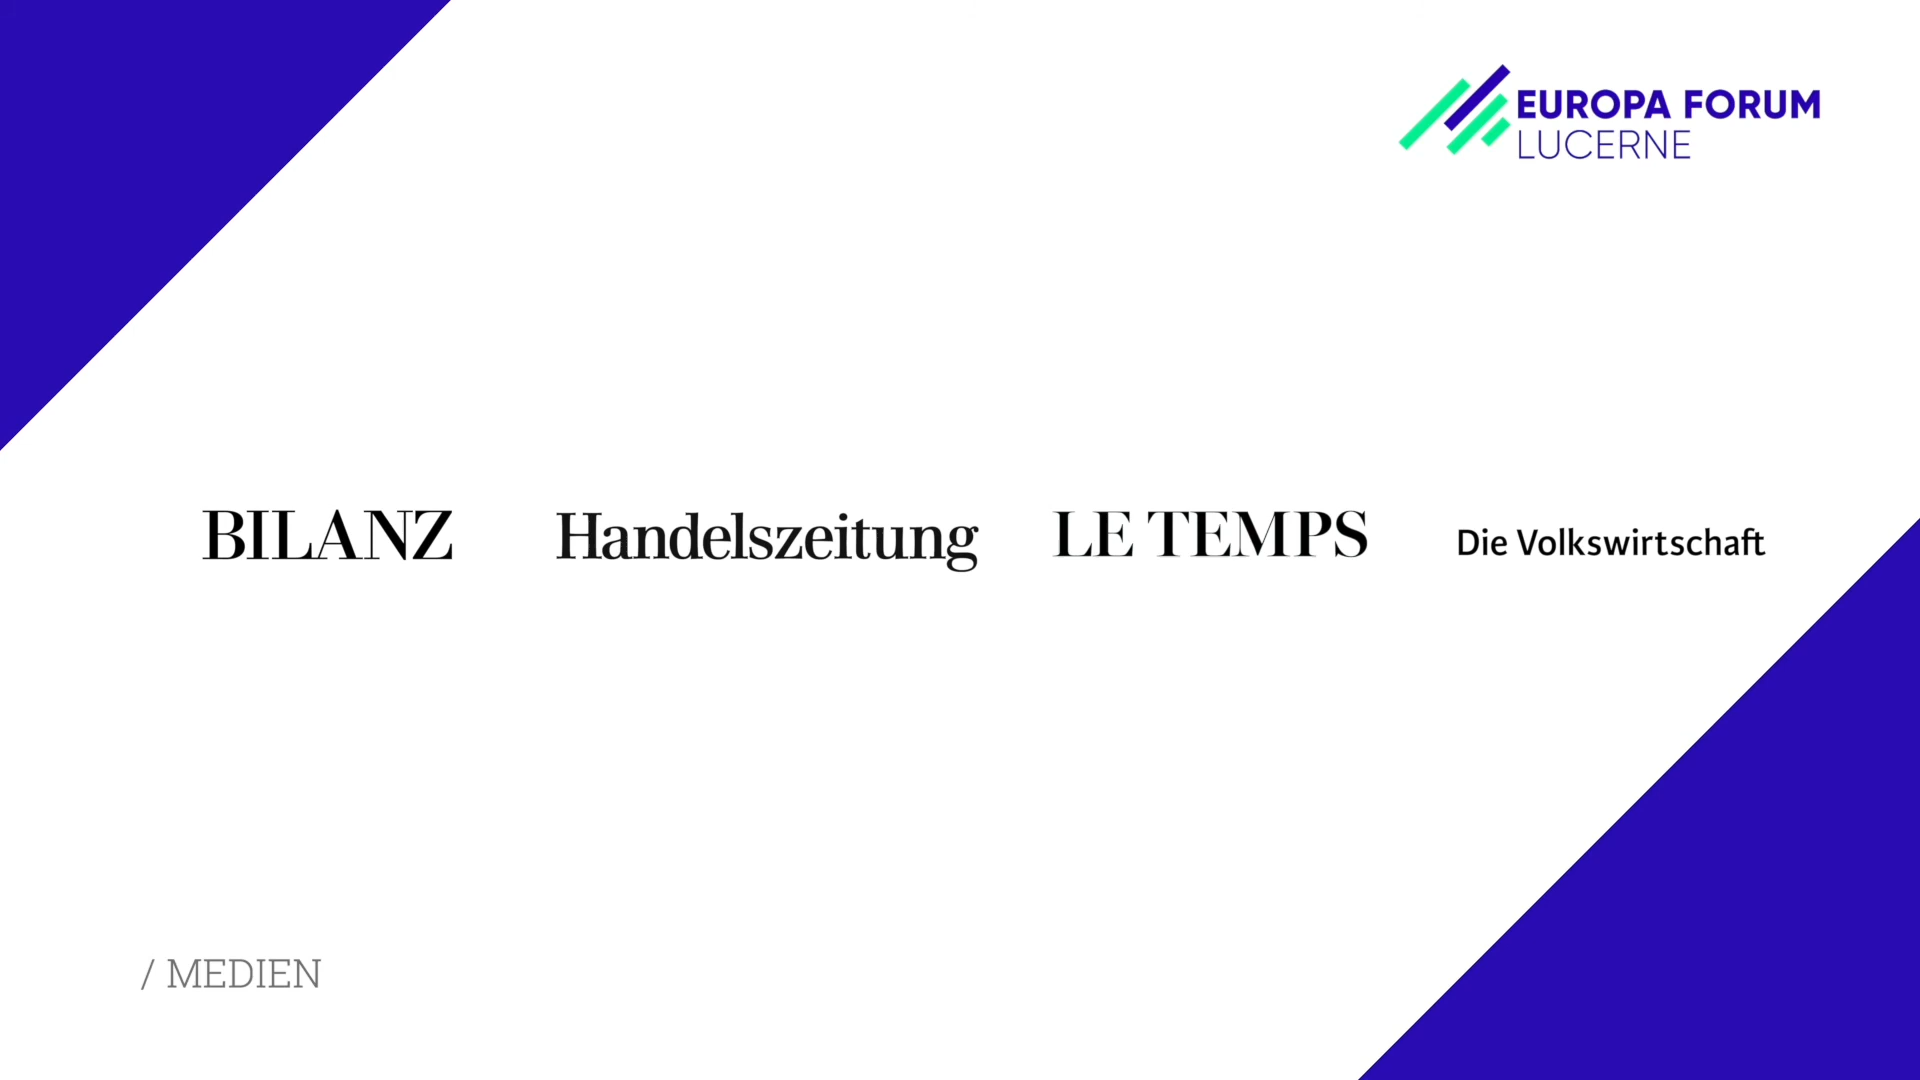 EUROPA FORUM
LUCERNE
BILANZ
Handelszeitung
LE TEMPS
Die Volkswirtschaft
/ MEDIEN